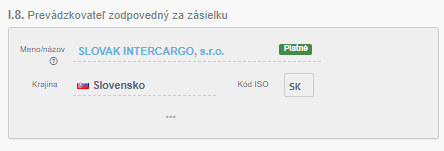 I.8. Prevádzkovateľ zodpovedný za zásielku
Meno/názov SLOVAK INTERCARGO, s.r.o. Platné
Krajina Slovensko Kód ISO SK